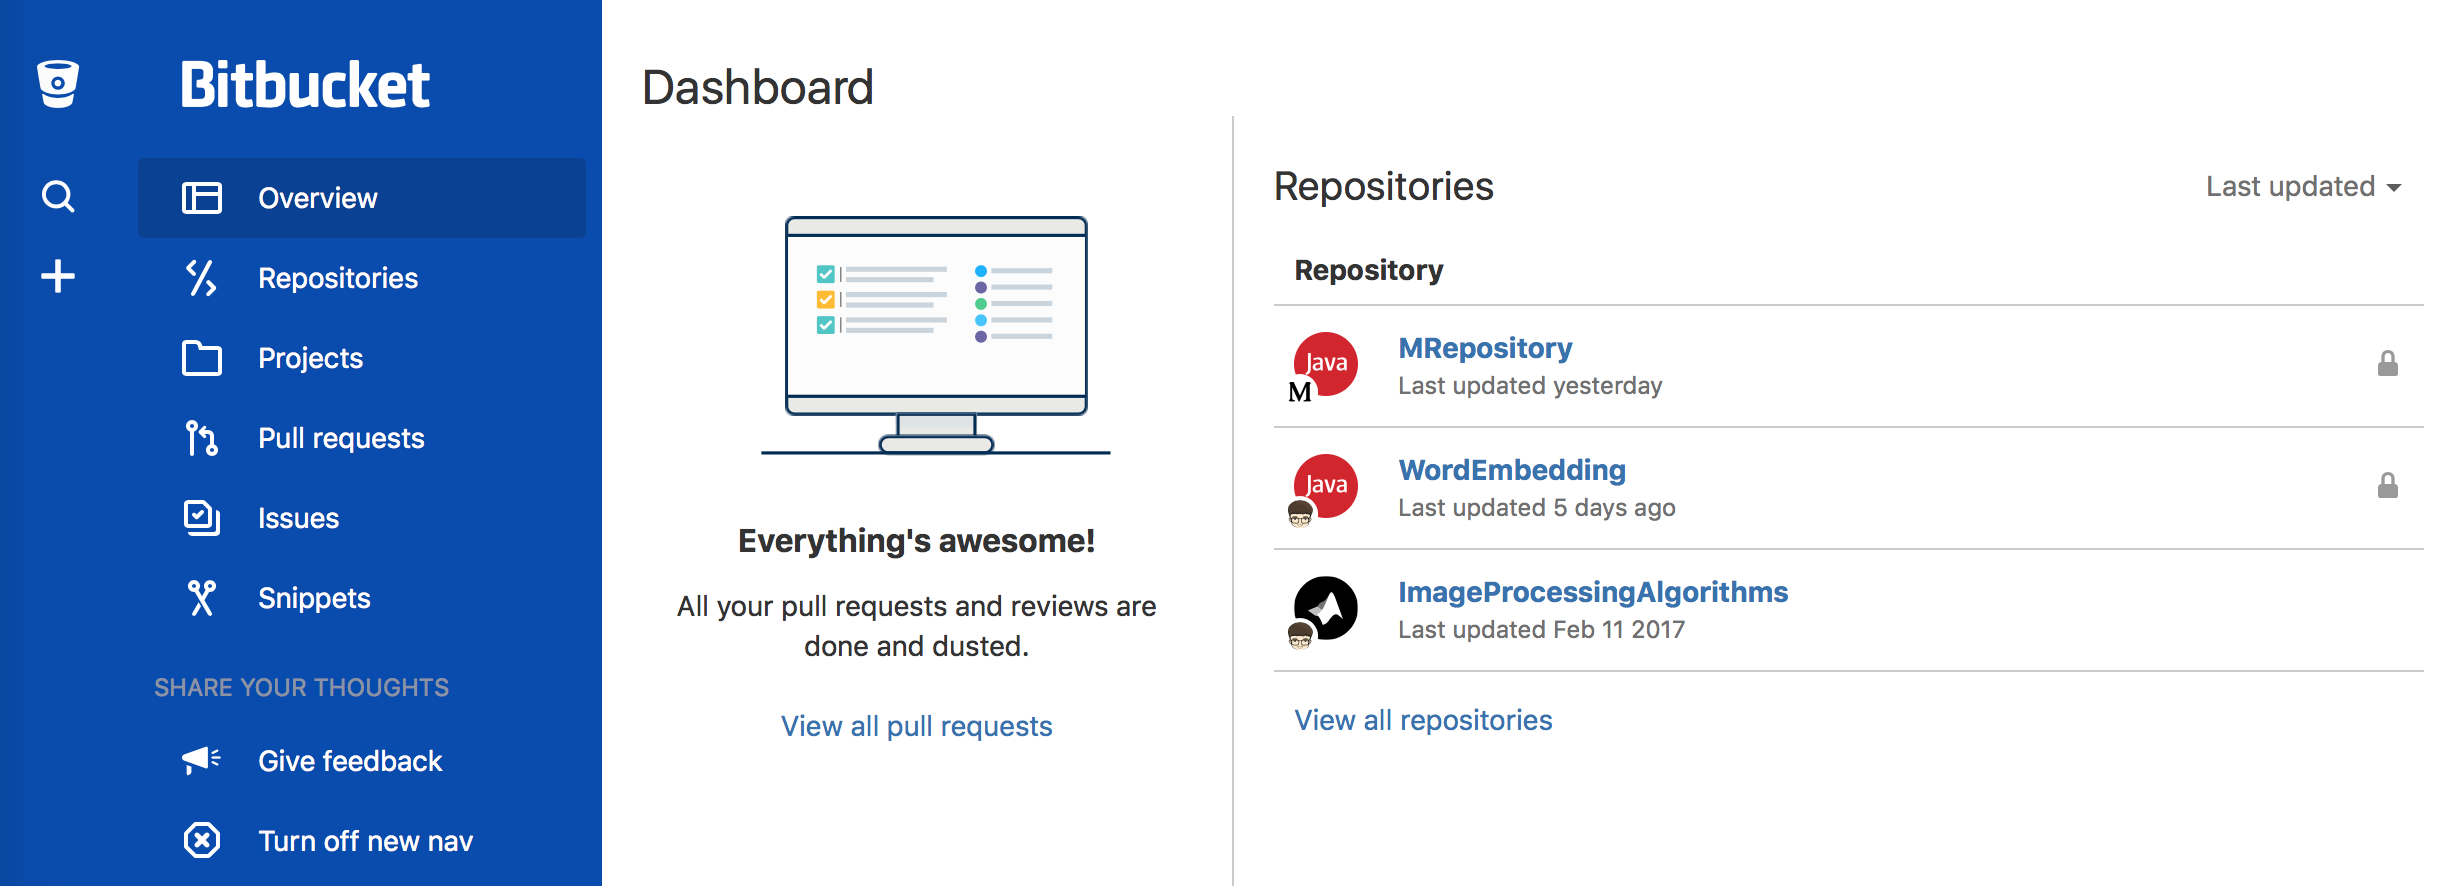 Bitbucket
Overview
Repositories
Projects
Pull requests
Issues
Snippets
SHARE YOUR THOUGHTS
Give feedback
Turn off new nav
Dashboard
Everything's awesome!
All your pull requests and reviews are
done and dusted.
View all pull requests
Repositories
Last updated
Repository
Java
M
MRepository
Last updated yesterday
Java
WordEmbedding
Last updated 5 days ago
ImageProcessingAlgorithms
Last updated Feb 11 2017
View all repositories